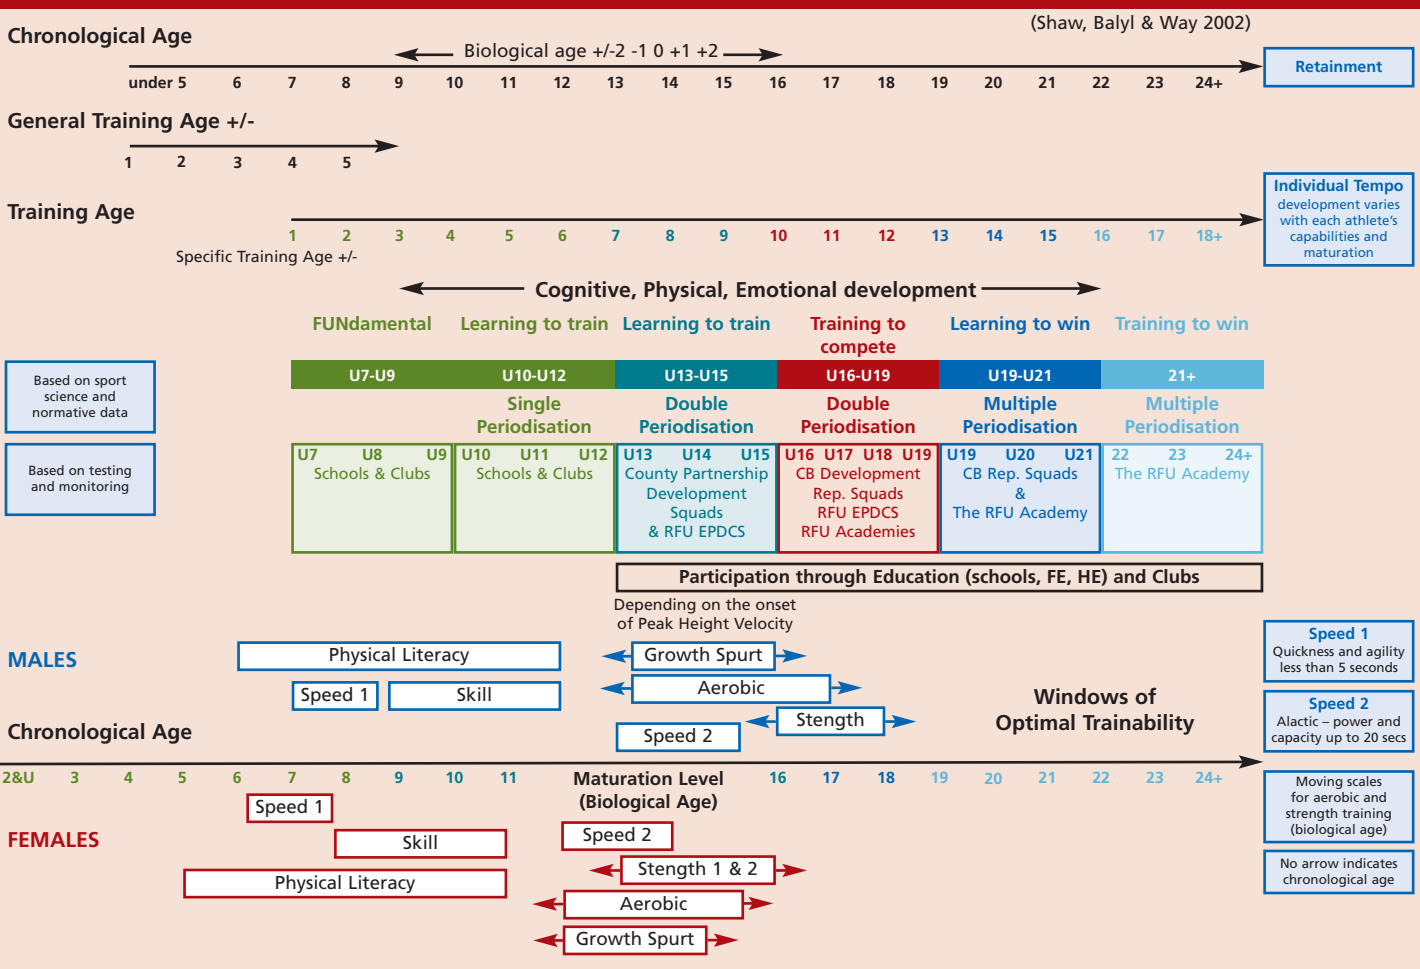 (Shaw, Balyl & Way 2002)
Chronological Age
Biological age +/-2 -1 0 +1 +2
under 5 6 7 8 9 10 11 12 13 14 15 16 17 18 19 20 21 22 23 24+
Retainment
General Training Age +/-
1 2 3 4 5
Training Age
Individual Tempo
development varies
with each athlete's
capabilities and
maturation
1 2 3 4 5 6 7 8 9 10 11 12 13 14 15 16 17 18+
Specific Training Age +/-
Cognitive, Physical, Emotional development
FUNdamental Learning to train Learning to train Training to Learning to win Training to win
compete
U7-U9 U10-U12 U13-U15 U16-U19 U19-U21 21+
Based on sport
science and
normative data
Single Double Double Multiple Multiple
Periodisation Periodisation Periodisation Periodisation Periodisation
Based on testing
and monitoring
U7 U8 U9
Schools & Clubs
U10 U11 U12
Schools & Clubs
U13 U14 U15
County Partnership
Development
Squads
& RFU EPDCS
U16 U17 U18 U19
CB Development
Rep. Squads
RFU EPDCS
RFU Academies
U19 U20 U21
CB Rep. Squads
&
The RFU Academy
22 23 24+
The RFU Academy
Participation through Education (schools, FE, HE) and Clubs
Depending on the onset
of Peak Height Velocity
MALES
Physical Literacy
Growth Spurt
Speed 1
Skill
Aerobic
Stength
Speed 2
Windows of
Optimal Trainability
Speed 1
Quickness and agility
less than 5 seconds
Speed 2
Alactic – power and
capacity up to 20 secs
Chronological Age
2&U 3 4 5 6 7 8 9 10 11 Maturation Level 16 17 18 19 20 21 22 23 24+
(Biological Age)
Moving scales
for aerobic and
strength training
(biological age)
No arrow indicates
chronological age
FEMALES
Speed 1
Skill
Physical Literacy
Speed 2
Stength 1 & 2
Aerobic
Growth Spurt